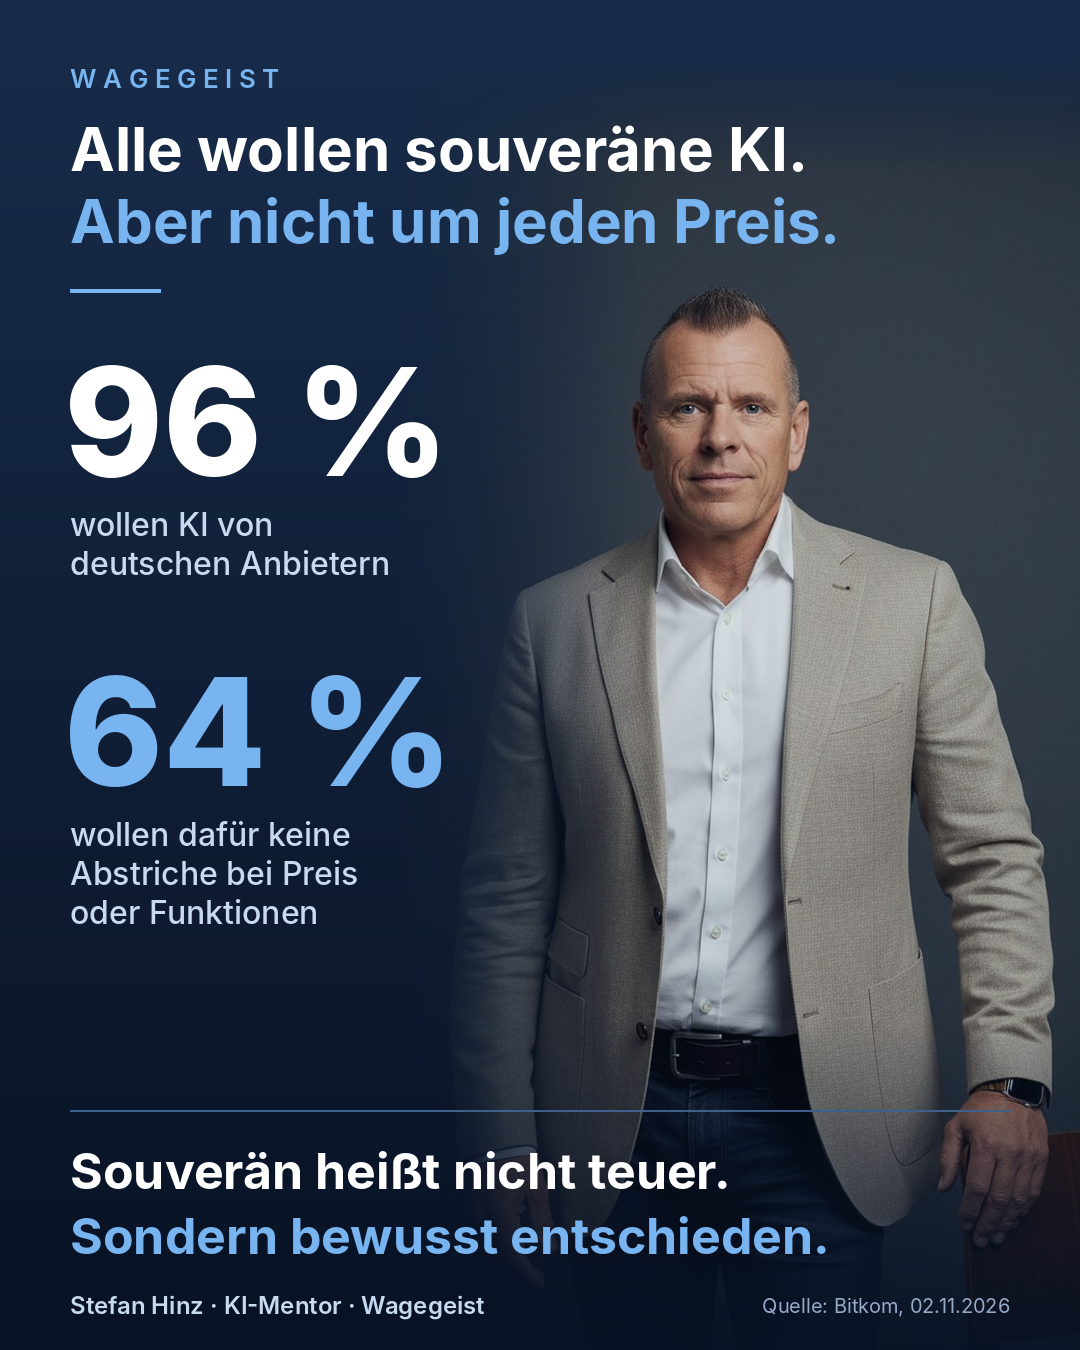 WAGEGEIST
Alle wollen souveräne KI.
Aber nicht um jeden Preis.
96 %
wollen KI von
deutschen Anbietern
64 %
wollen dafür keine
Abstriche bei Preis
oder Funktionen
Souverän heißt nicht teuer.
Sondern bewusst entschieden.
Stefan Hinz · KI-Mentor · Wagegeist
Quelle: Bitkom, 02.11.2026